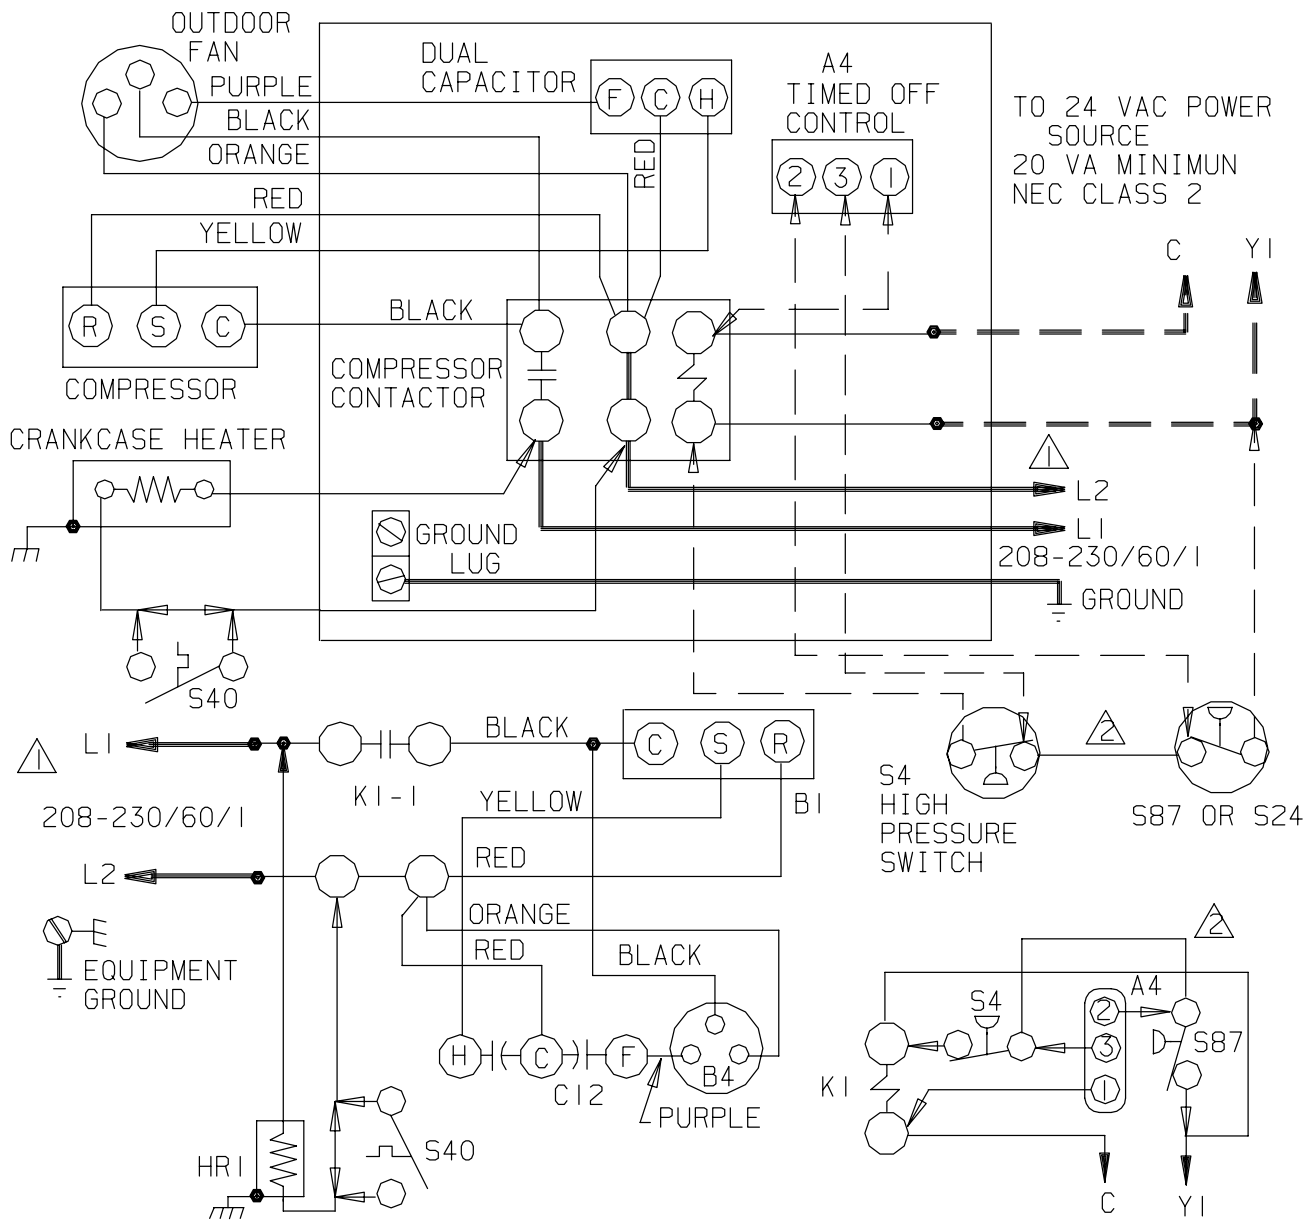 OUTDOOR
FAN
PURPLE
BLACK
ORANGE
RED
YELLOW
DUAL
CAPACITOR
F C H
RED
A4
TIMED OFF
CONTROL
2 3 1
TO 24 VAC POWER
SOURCE
20 VA MINIMUN
NEC CLASS 2
C Y1
R S C
COMPRESSOR
BLACK
COMPRESSOR
CONTACTOR
CRANKCASE HEATER
1
L2
L1
208-230/60/1
GROUND
LUG
GROUND
S40
1
L1
208-230/60/1
K1-1
BLACK
C S R
B1
YELLOW
RED
L2
ORANGE
RED
BLACK
EQUIPMENT
GROUND
H C F
C12
B4
PURPLE
HR1
S40
S4
HIGH
PRESSURE
SWITCH
2
S87 OR S24
2
A4
S4
2
3
1
S87
K1
C Y1